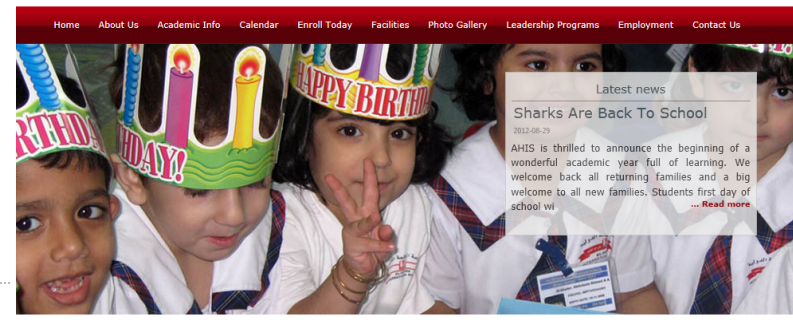 Home About Us Academic Info Calendar Enroll Today Facilities Photo Gallery Leadership Programs Employment Contact Us
Latest news
Sharks Are Back To School
2012-08-29
AHIS is thrilled to announce the beginning of a
wonderful academic year full of learning. We
welcome back all returning families and a big
welcome to all new families. Students first day of
school wi
... Read more
RTHDA
HDAY!
HAPPY BIRTHD